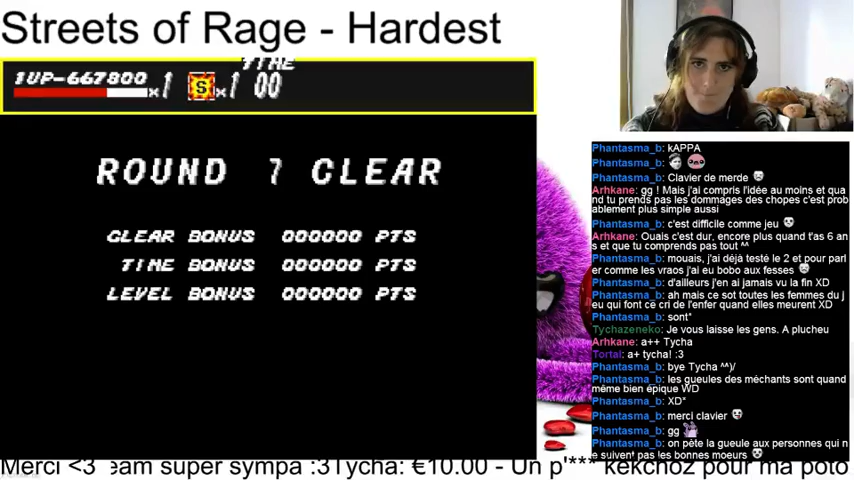 Streets of Rage - Hardest
TIME
1UP-667800 ×1 S ×1 00
ROUND 7 CLEAR
CLEAR BONUS 000000 PTS
TIME BONUS 000000 PTS
LEVEL BONUS 000000 PTS
Phantasma_b: kAPPA
Phantasma_b:
Phantasma_b: Clavier de merde
Arhkane: gg ! Mais j'ai compris l'idée au moins et qua
nd tu prends pas les dommages des chopes c'est prob
ablement plus simple aussi
Phantasma_b: c'est difficile comme jeu
Arhkane: Ouais c'est dur, encore plus quand t'as 6 an
s et que tu comprends pas tout ^^
Phantasma_b: mouais, j'ai déjà testé le 2 et pour parl
er comme les vraos j'ai eu bobo aux fesses
Phantasma_b: d'ailleurs j'en ai jamais vu la fin XD
Phantasma_b: ah mais ce sot toutes les femmes du j
eu qui font ce cri de l'enfer quand elles meurent XD
Phantasma_b: sont*
Tychazeneko: Je vous laisse les gens. A plucheu
Arhkane: a++ Tycha
Tortai: a+ tycha! :3
Phantasma_b: bye Tycha ^^)/
Phantasma_b: les gueules des méchants sont quand
même bien épique WD
Phantasma_b: XD*
Phantasma_b: merci clavier
Phantasma_b: gg
Phantasma_b: on pète la gueule aux personnes qui n
e suivent pas les bonnes moeurs
Merci <3 eam super sympa :3Tycha: €10.00 - Un p'*** kekchoz pour ma poto